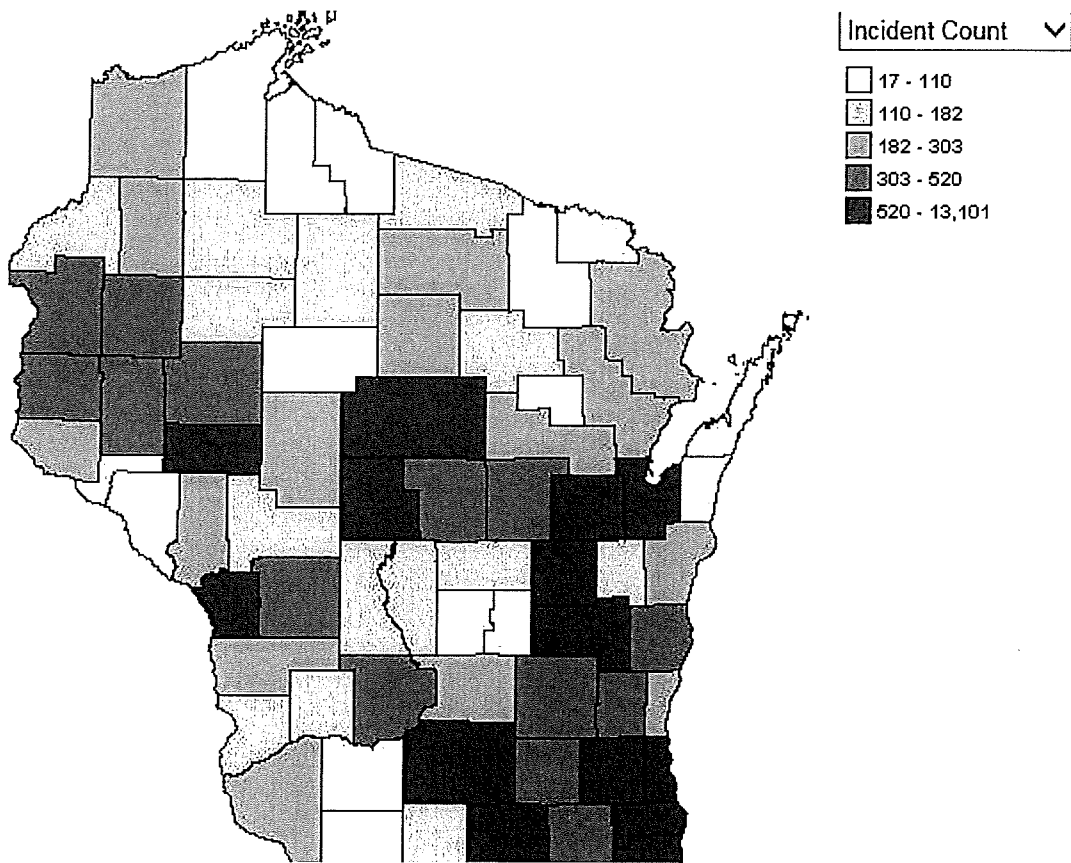 Incident Count
17 - 110
110 - 182
182 - 303
303 - 520
520 - 13,101